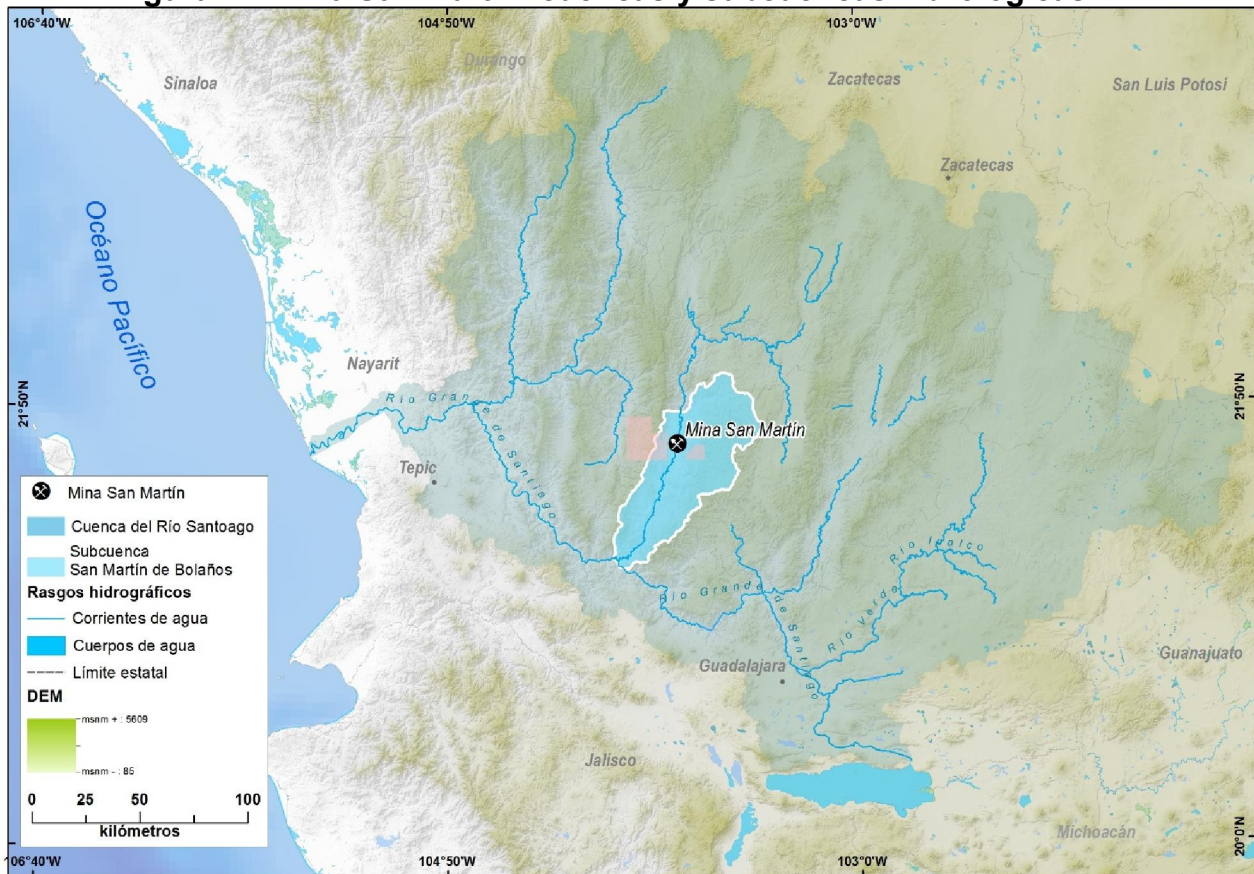 106°40'W 104°50'W 103°0'W
Sinaloa
Durango
Zacatecas
San Luis Potosi
Zacatecas
Océano Pacífico
Nayarit
21°50'N
21°50'N
Río Grande de Santiago
Mina San Martín
Tepic
Río Grande de Santiago
Río Verde
Guadalajara
Guanajuato
Jalisco
Michoacán
20°0'N
Mina San Martín
Cuenca del Río Santoago
Subcuenca
San Martín de Bolaños
Rasgos hidrográficos
Corrientes de agua
Cuerpos de agua
Límite estatal
DEM
msnm + : 5609
msnm - : 85
0 25 50 100
kilómetros
106°40'W 104°50'W 103°0'W